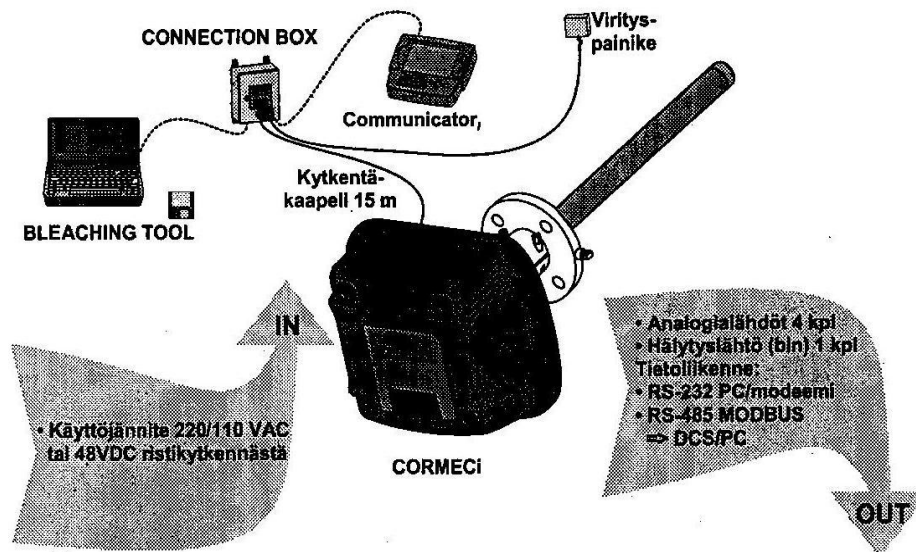 CONNECTION BOX
Viritys-
painike
Communicator,
Kytkentä-
kaapeli 15 m
BLEACHING TOOL
IN
• Käyttöjännite 220/110 VAC
tai 48VDC ristikytkennästä
CORMECi
• Analogialähdöt 4 kpl
• Hälytyslähtö (bin) 1 kpl
Tietoliikenne:
• RS-232 PC/modeemi
• RS-485 MODBUS
=> DCS/PC
OUT